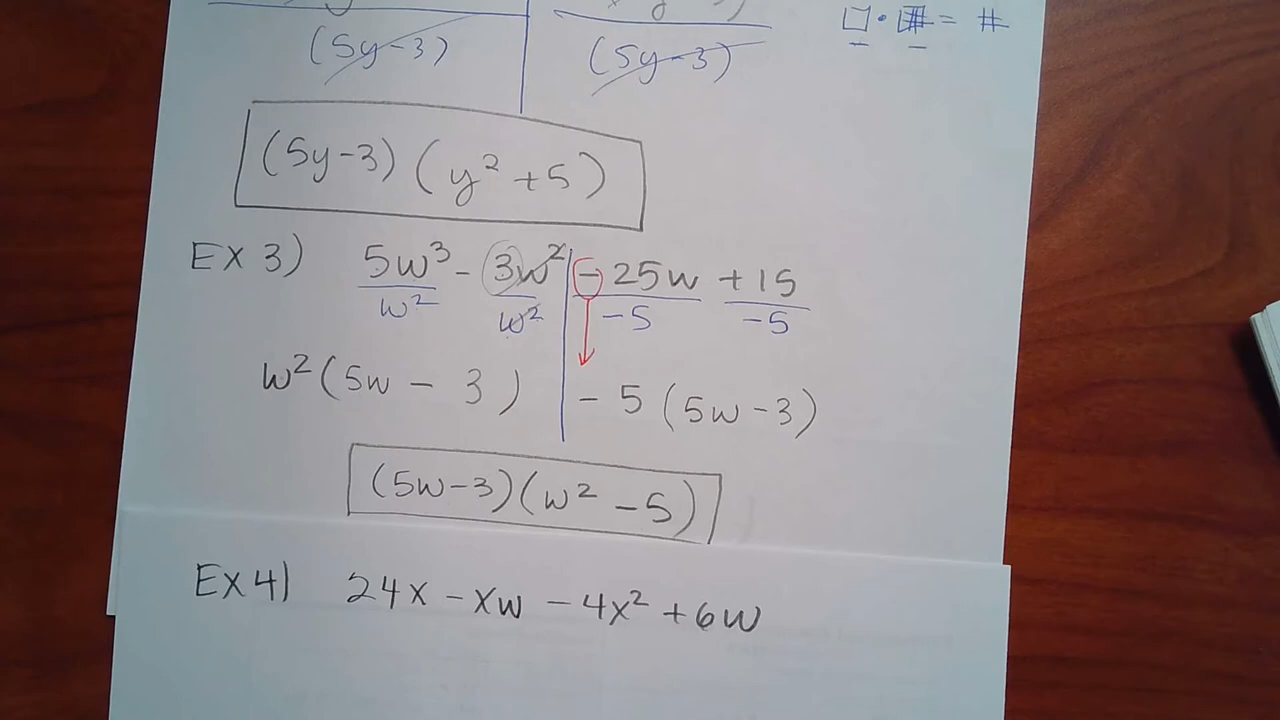 □ · # = #
(5y-3) (5y-3)
(5y-3) (y² + 5)
Ex 3) 5w³ - 3w² - 25w + 15
w² w² -5 -5
w² (5w - 3) - 5 (5w - 3)
(5w-3)(w² - 5)
Ex 4) 24x - xw - 4x² + 6w